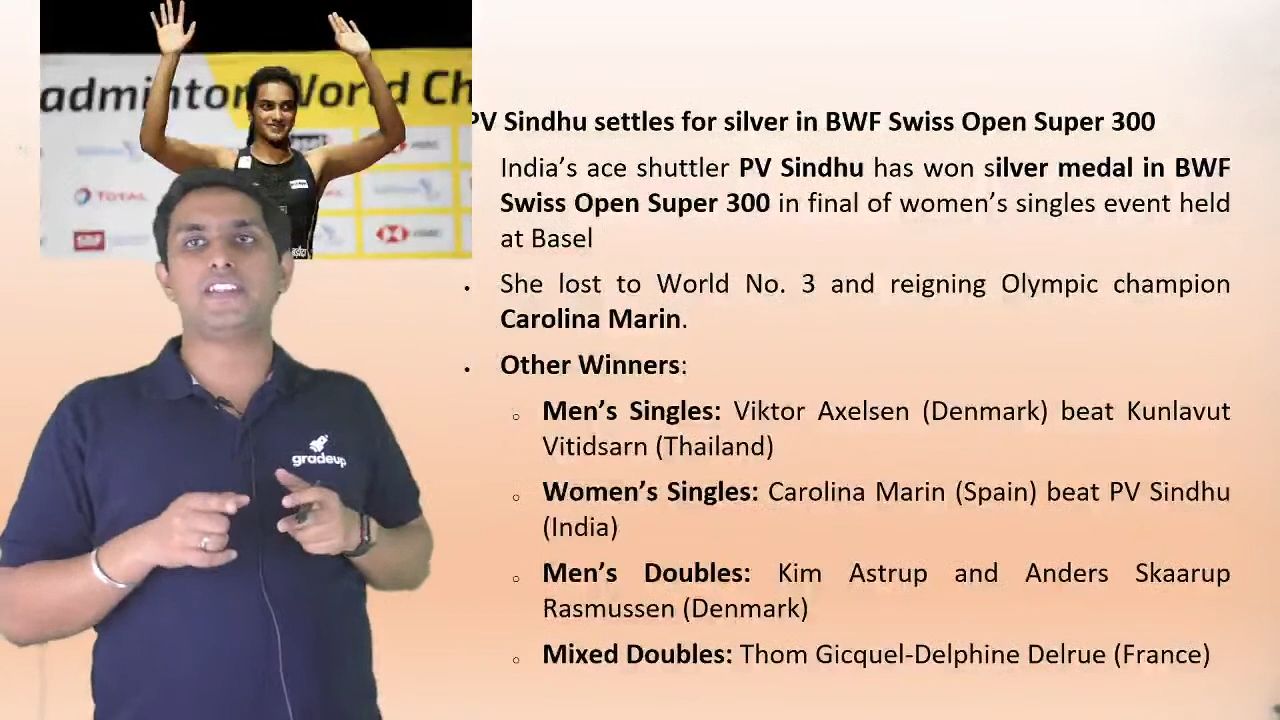 adminton World Ch
TOTAL
HSBC
PV Sindhu settles for silver in BWF Swiss Open Super 300
India’s ace shuttler PV Sindhu has won silver medal in BWF
Swiss Open Super 300 in final of women’s singles event held
at Basel
• She lost to World No. 3 and reigning Olympic champion
Carolina Marin.
• Other Winners:
○ Men’s Singles: Viktor Axelsen (Denmark) beat Kunlavut
Vitidsarn (Thailand)
○ Women’s Singles: Carolina Marin (Spain) beat PV Sindhu
(India)
○ Men’s Doubles: Kim Astrup and Anders Skaarup
Rasmussen (Denmark)
○ Mixed Doubles: Thom Gicquel-Delphine Delrue (France)
gradeup